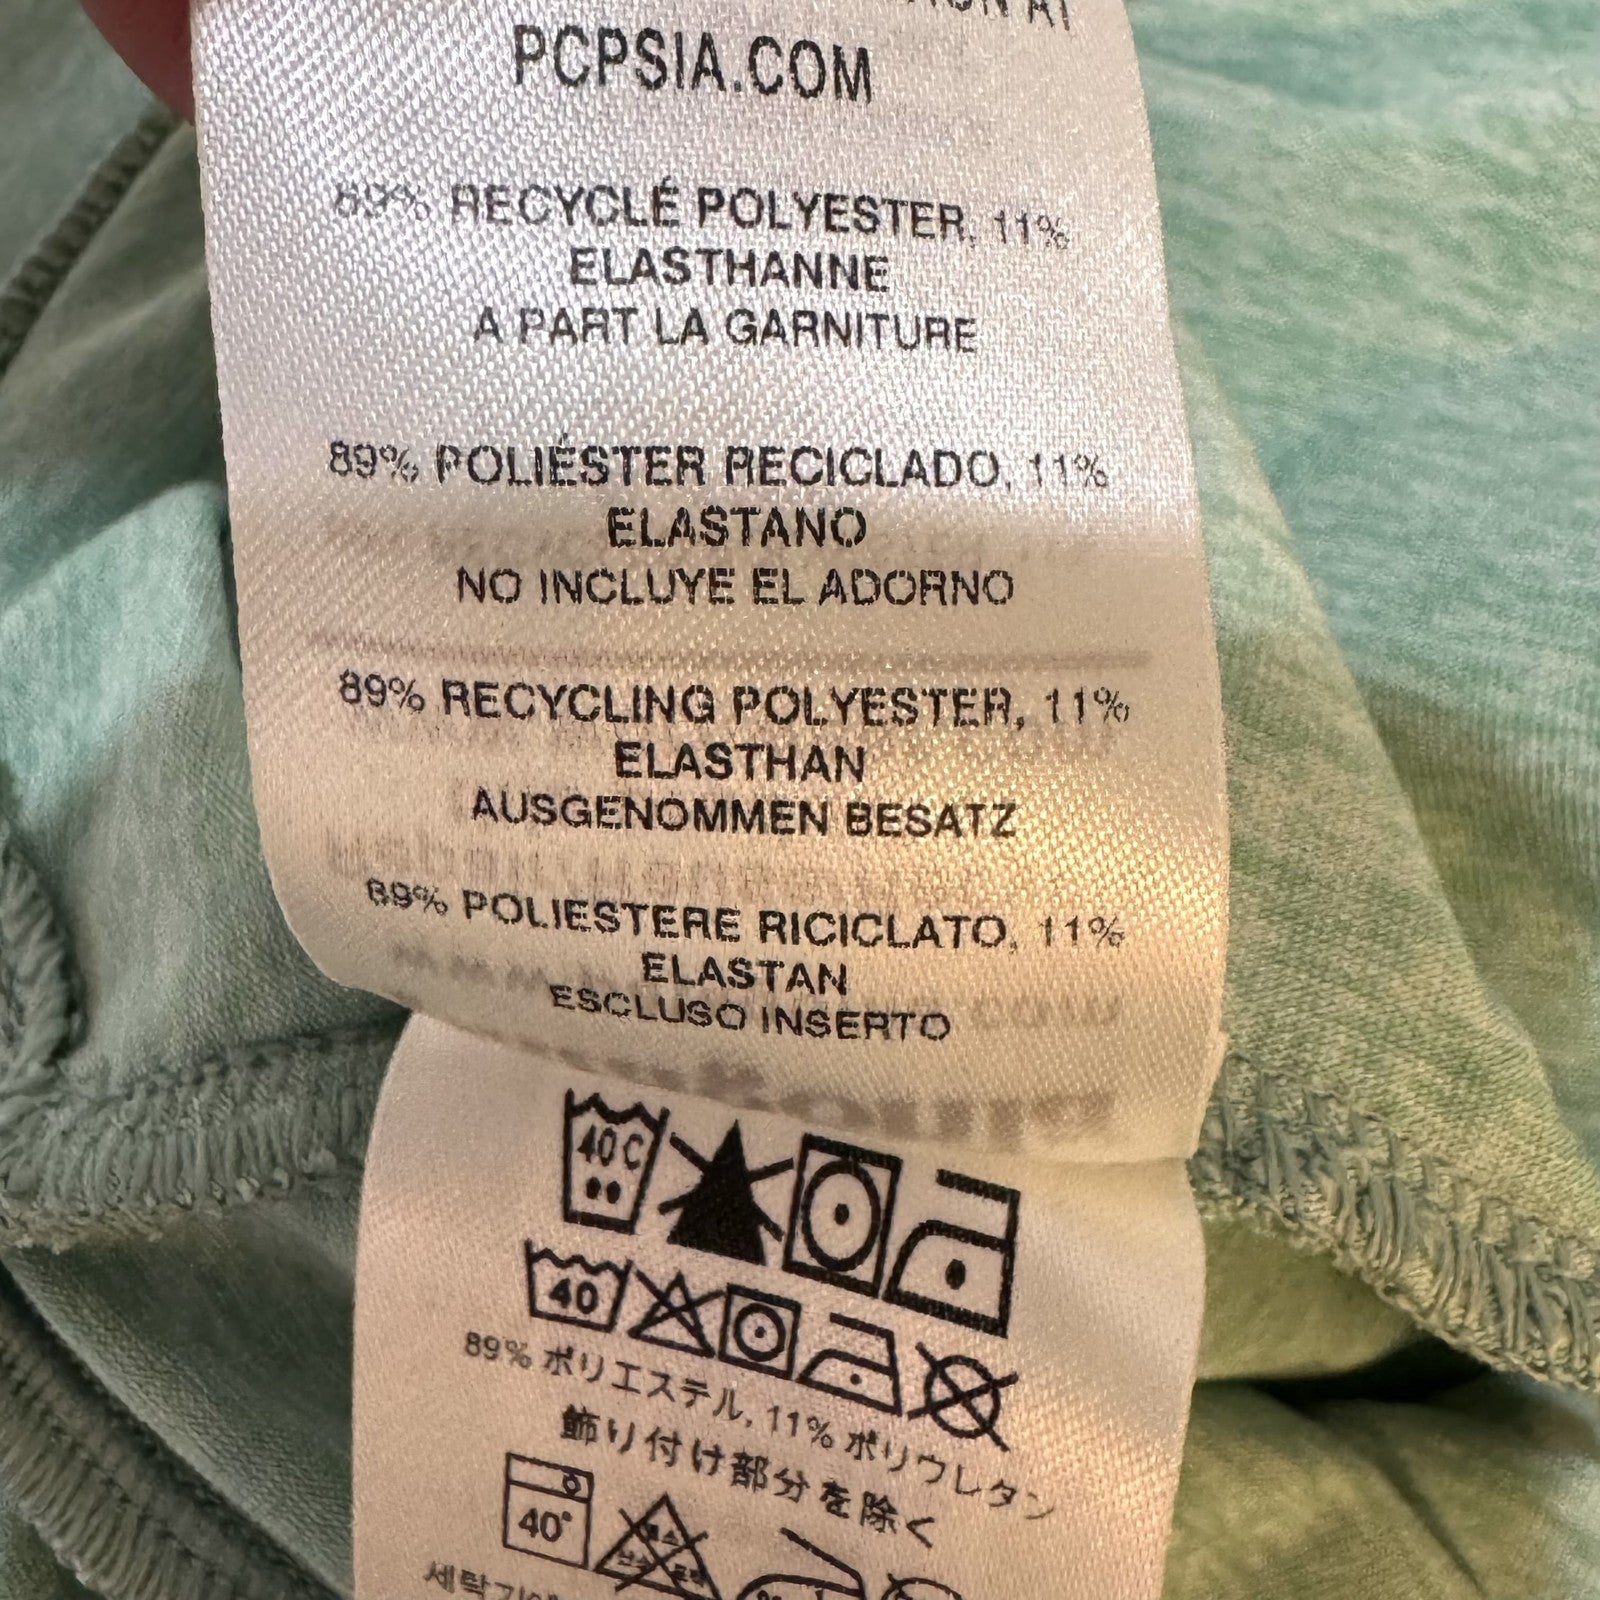 AT
PCPSIA.COM
89% RECYCLÉ POLYESTER, 11%
ELASTHANNE
A PART LA GARNITURE
89% POLIÉSTER RECICLADO, 11%
ELASTANO
NO INCLUYE EL ADORNO
89% RECYCLING POLYESTER, 11%
ELASTHAN
AUSGENOMMEN BESATZ
89% POLIESTERE RICICLATO, 11%
ELASTAN
ESCLUSO INSERTO
40 C
40
89% ポリエステル, 11% ポリウレタン
飾り付け部分を除く
40°